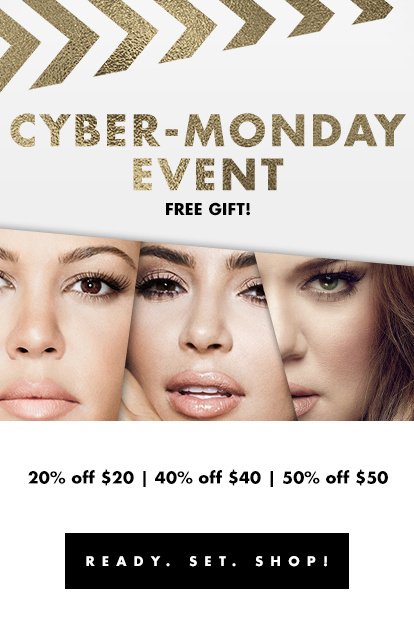 CYBER-MONDAY
EVENT
FREE GIFT!
20% off $20 | 40% off $40 | 50% off $50
READY. SET. SHOP!